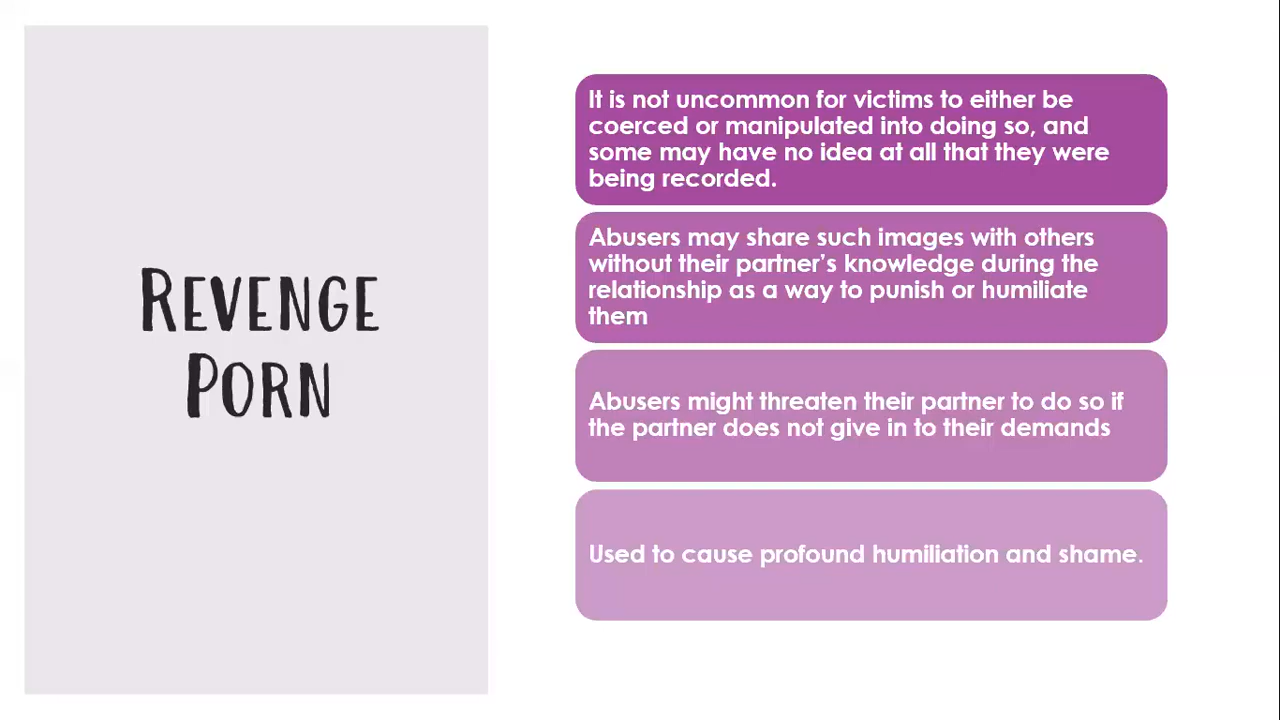 Revenge
Porn
It is not uncommon for victims to either be
coerced or manipulated into doing so, and
some may have no idea at all that they were
being recorded.
Abusers may share such images with others
without their partner’s knowledge during the
relationship as a way to punish or humiliate
them
Abusers might threaten their partner to do so if
the partner does not give in to their demands
Used to cause profound humiliation and shame.